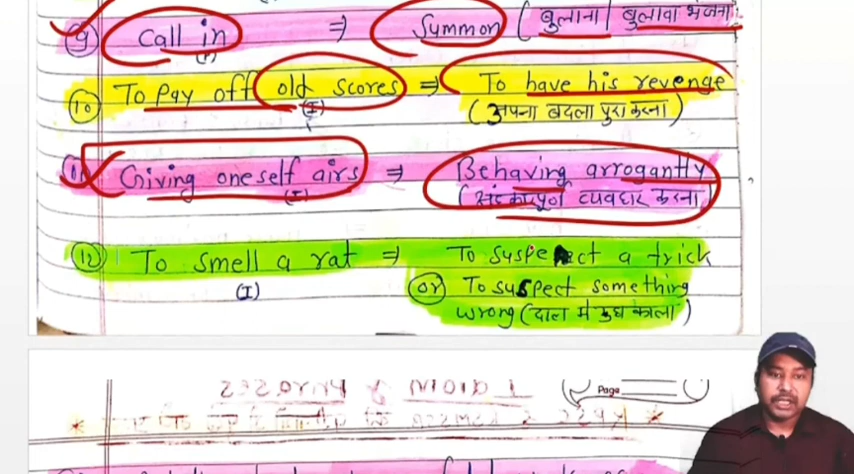 (9) Call in ⇒ Summon (बुलाना / बुलावा भेजना)
(P)
(10) To pay off old scores ⇒ To have his revenge
(I) (अपना बदला पुरा करना)
(11) Giving oneself airs ⇒ Behaving arrogantly
(I) व्यवहार करना)
(12) To smell a rat ⇒ To suspect a trick
(I) (or) To suspect something
wrong (दाल में कुछ काला)
Page